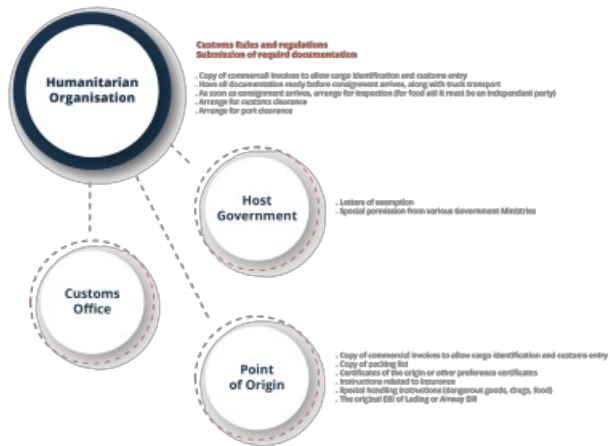 Humanitarian
Organisation
Customs Rules and regulations
Submission of requird documentation
. Copy of commercail invoices to allow cargo identification and customs entry
. Have all documentation ready before consignment arrives, along with truck transport
. As soon as consignment arrives, arrange for inspection (for food aid it must be an independent party)
. Arrange for customs clearance
. Arrange for port clearance
Host
Government
. Letters of exemption
. Special permission from various Government Ministries
Customs
Office
Point
of Origin
. Copy of commercial invoices to allow cargo identification and customs entry
. Copy of packing list
. Certificates of the origin or other preference certificates
. Instructions related to insurance
. Special handling instructions (dangerous goods, drugs, food)
. The original Bill of Lading or Airway Bill